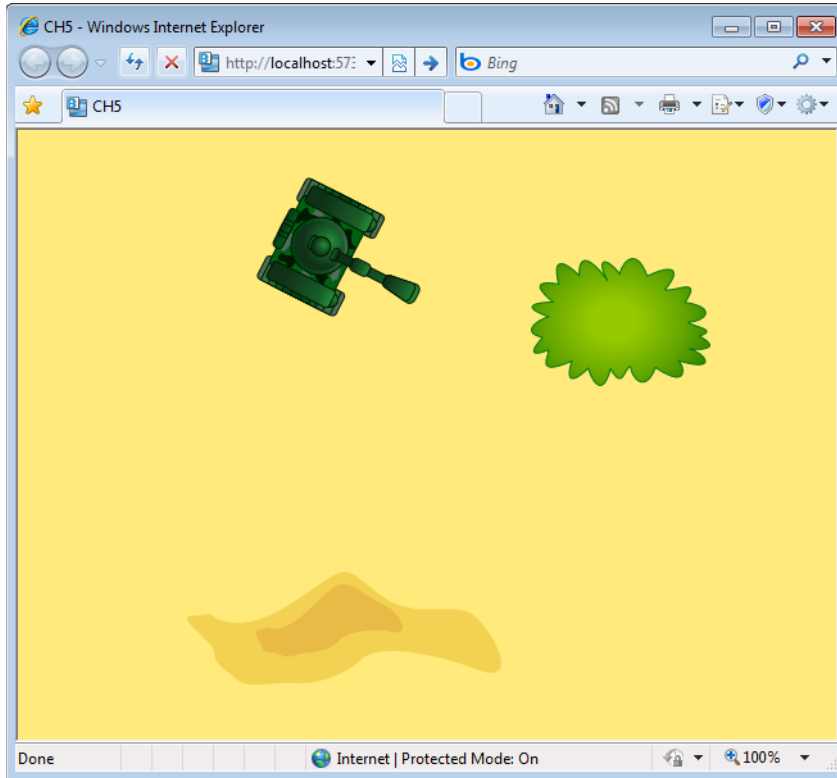 CH5 - Windows Internet Explorer
http://localhost:573
Bing
CH5
Done
Internet | Protected Mode: On
100%